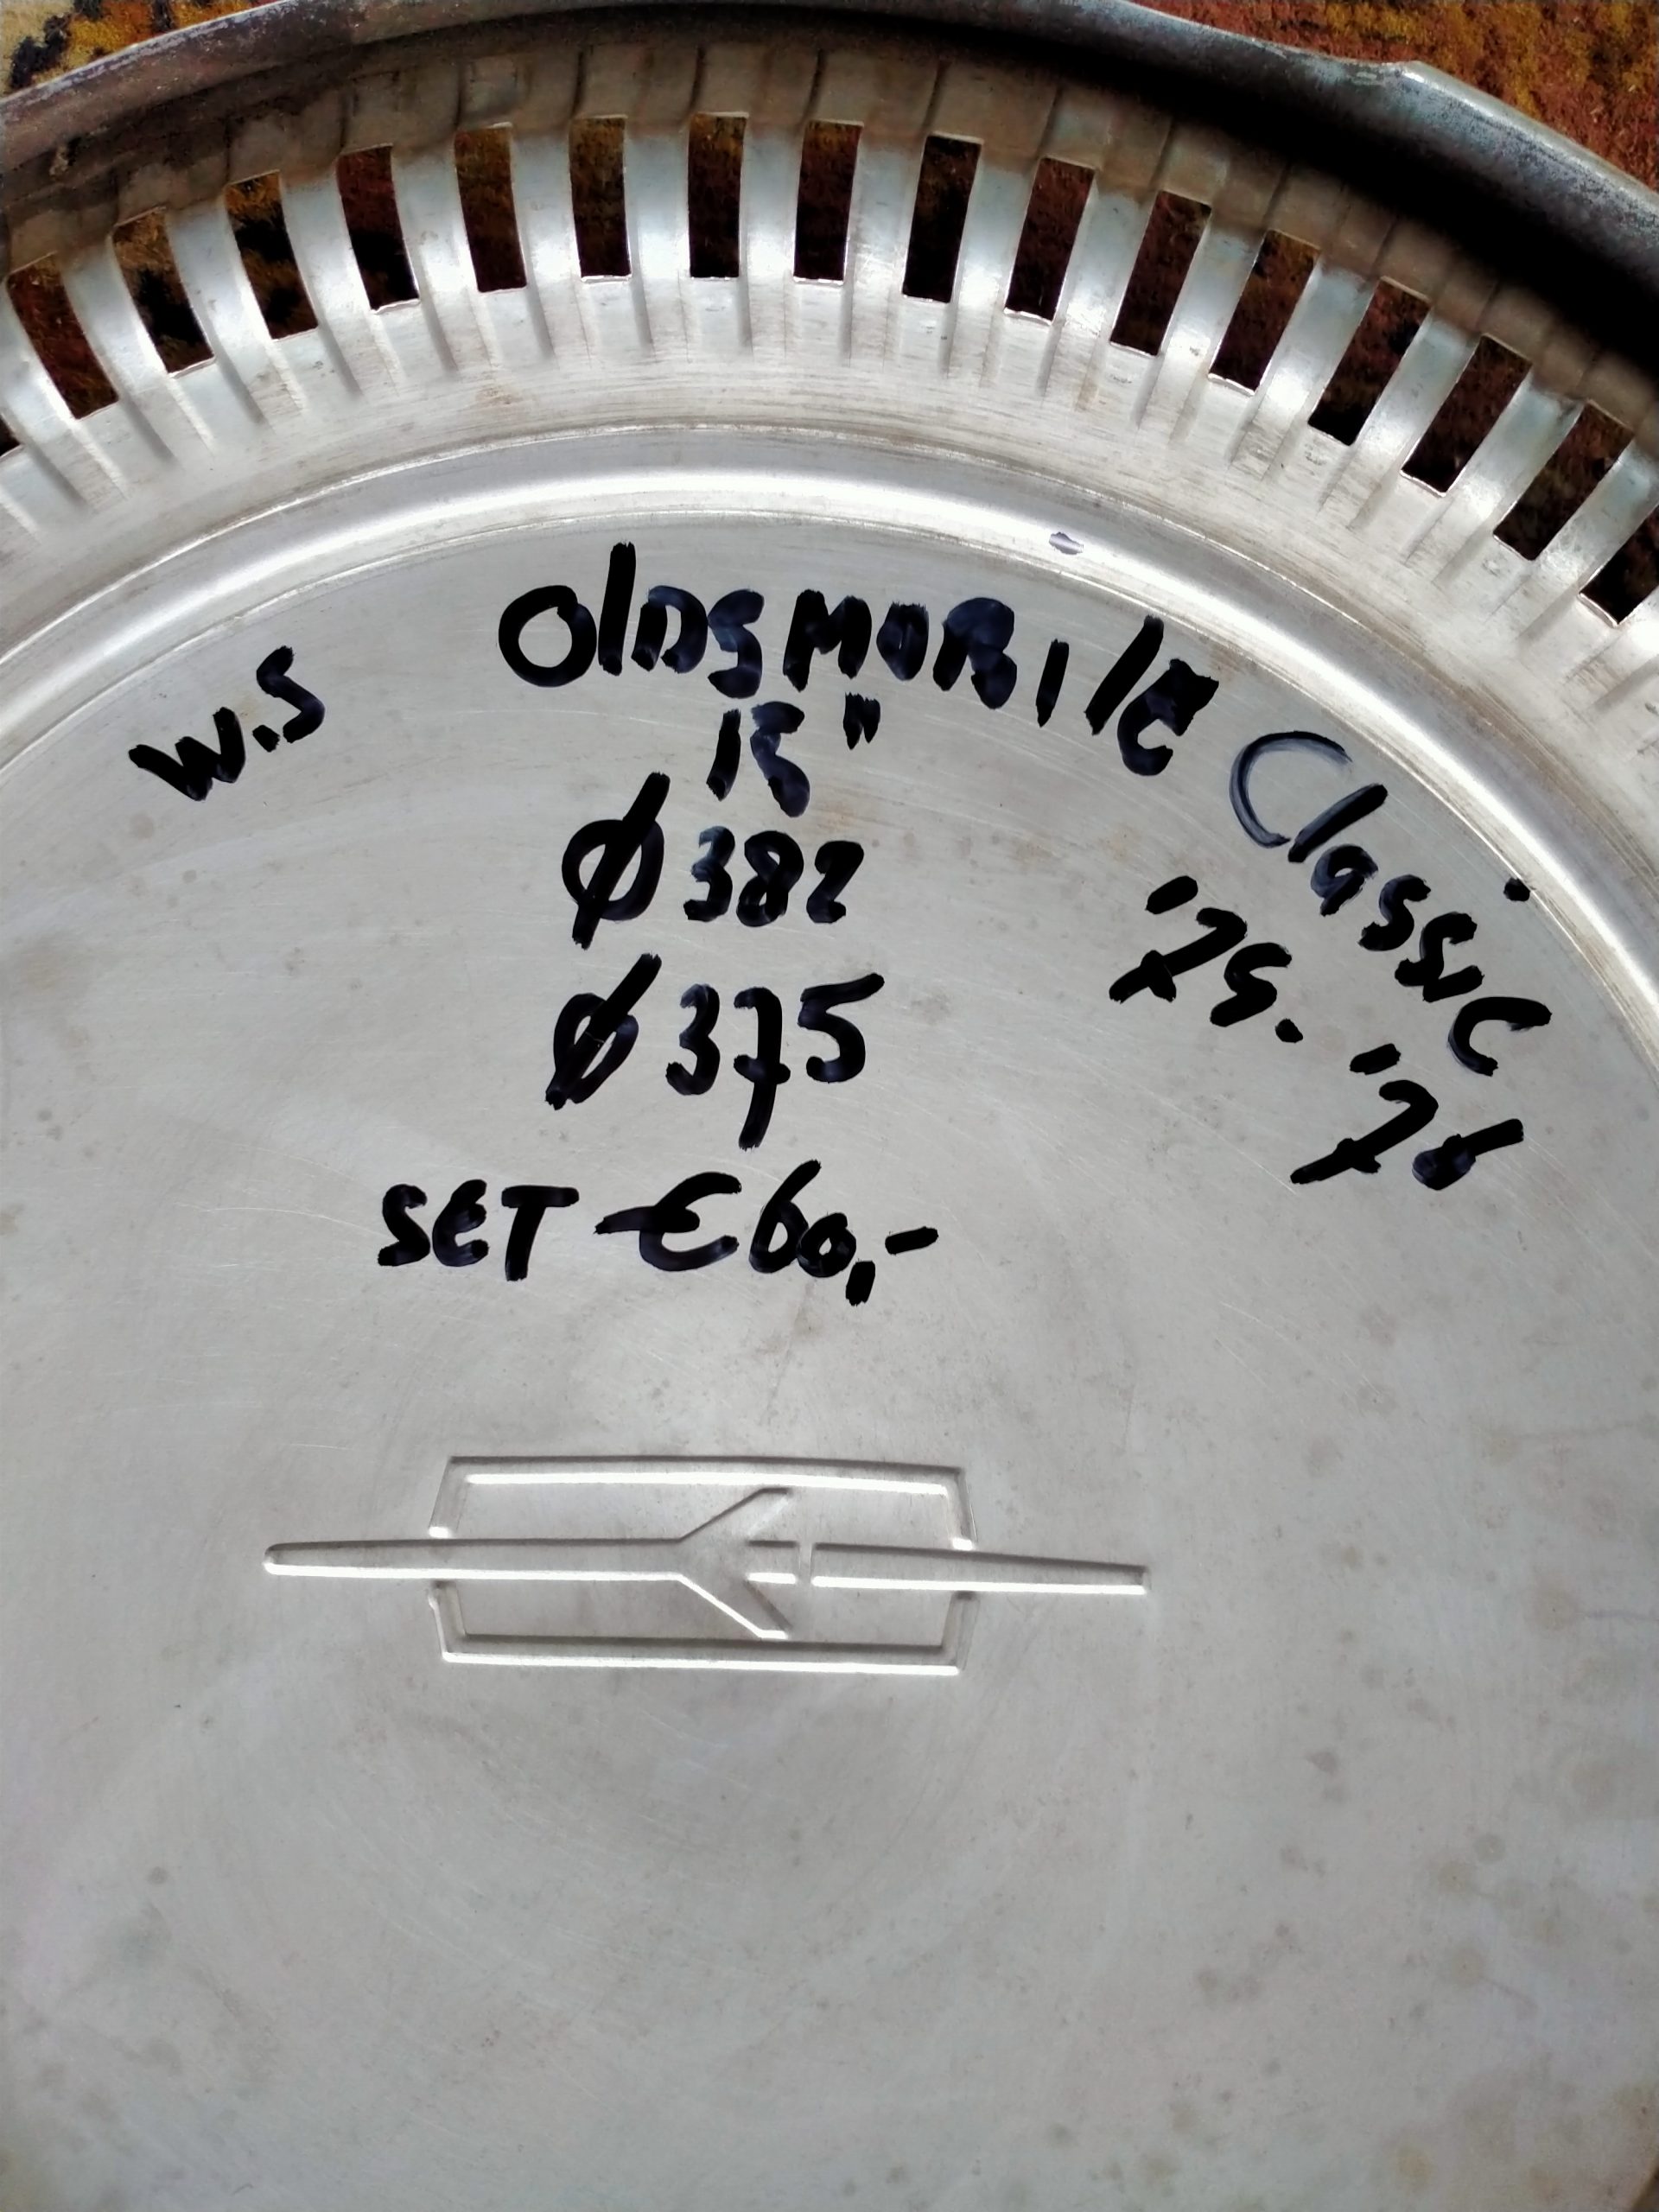 W.S
OldSMOBIlE Classic
15"
'75-'76
Ø 382
Ø 375
SET €60,-